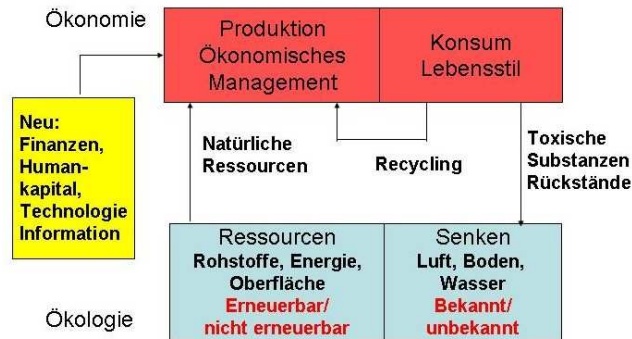 Ökonomie
Produktion
Ökonomisches
Management
Konsum
Lebensstil
Neu:
Finanzen,
Human-
kapital,
Technologie
Information
Natürliche
Ressourcen
Recycling
Toxische
Substanzen
Rückstände
Ressourcen
Rohstoffe, Energie,
Oberfläche
Erneuerbar/
nicht erneuerbar
Senken
Luft, Boden,
Wasser
Bekannt/
unbekannt
Ökologie